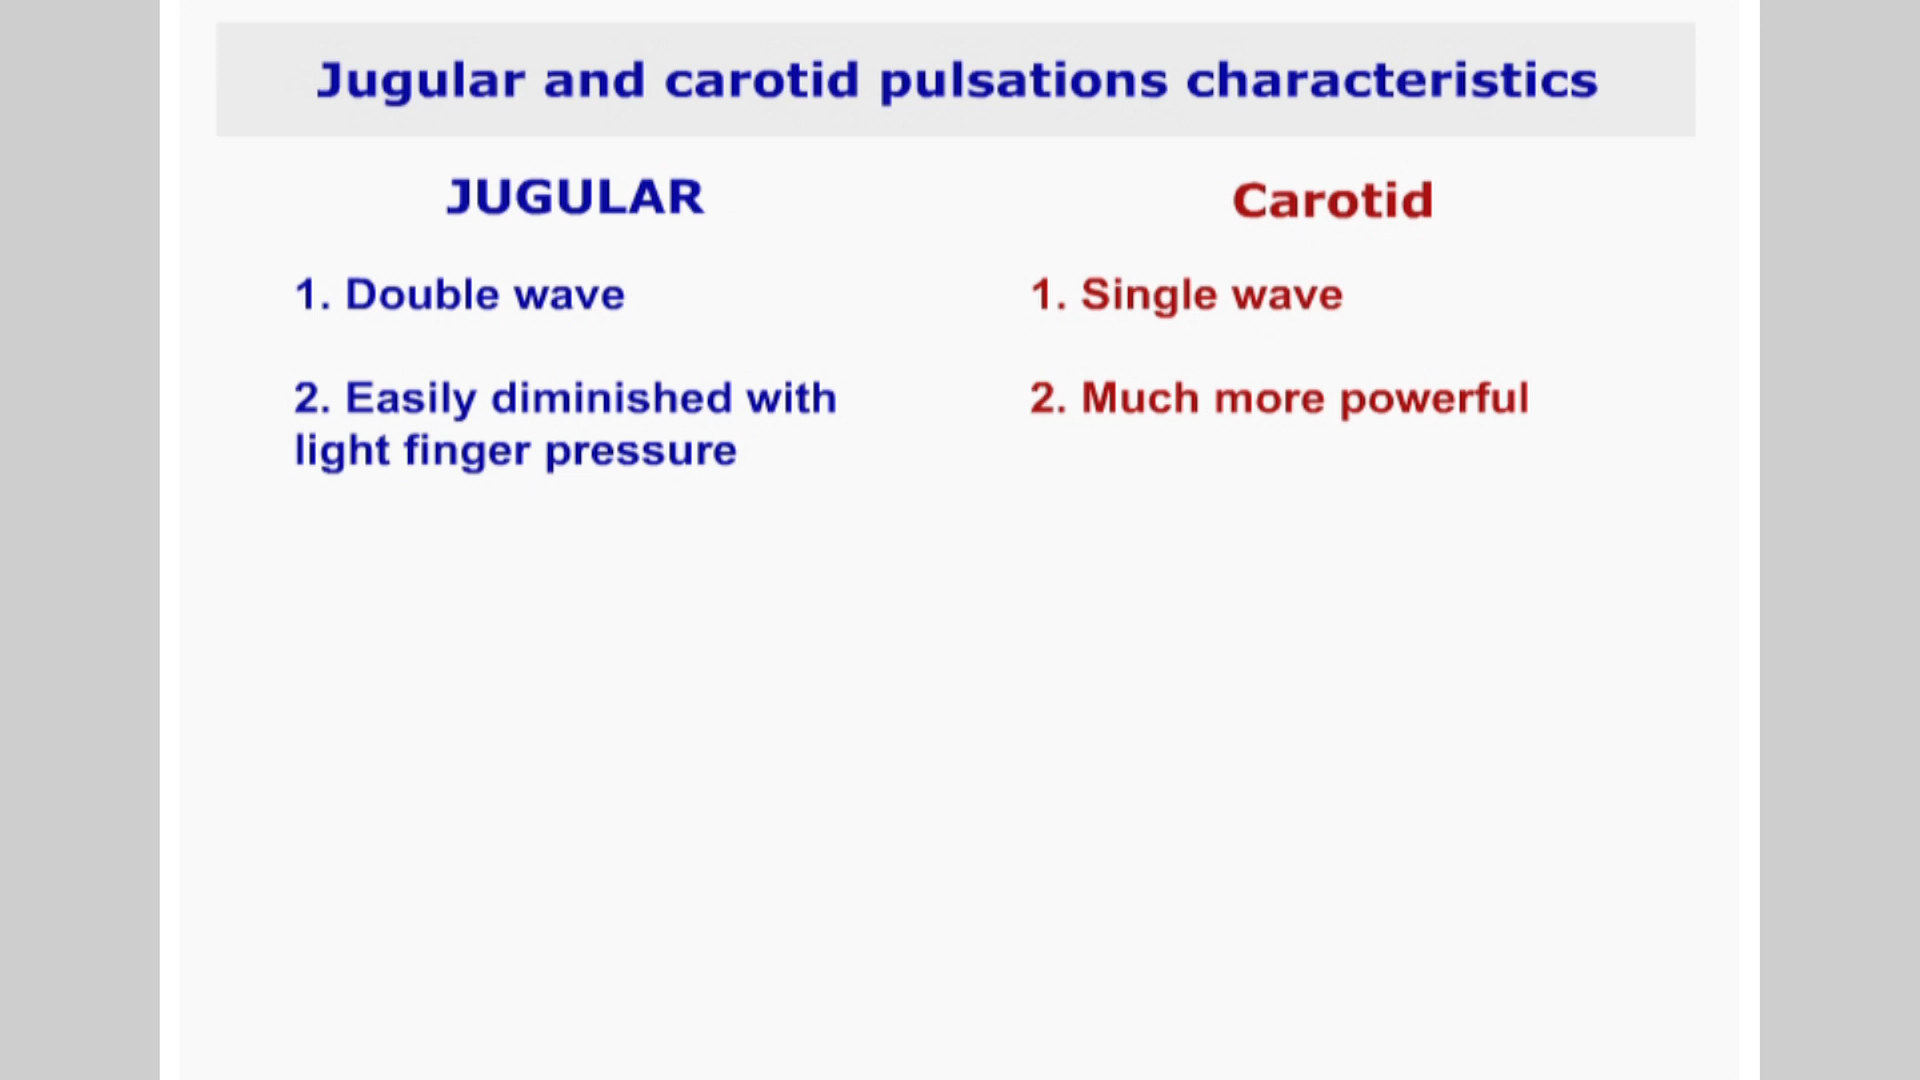 Jugular and carotid pulsations characteristics
JUGULAR
1. Double wave
2. Easily diminished with
light finger pressure
Carotid
1. Single wave
2. Much more powerful